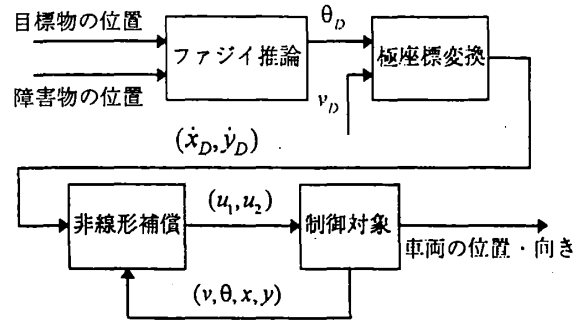 目標物の位置
障害物の位置
ファジイ推論
θ_D
v_D
極座標変換
(ẋ_D, ẏ_D)
非線形補償
(u₁, u₂)
制御対象
車両の位置・向き
(v, θ, x, y)